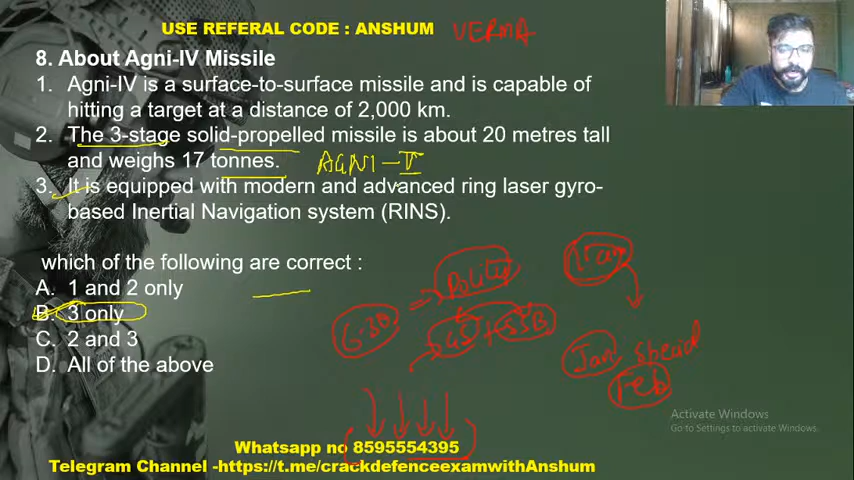 USE REFERAL CODE : ANSHUM VERMA
8. About Agni-IV Missile
1. Agni-IV is a surface-to-surface missile and is capable of
hitting a target at a distance of 2,000 km.
2. The 3-stage solid-propelled missile is about 20 metres tall
and weighs 17 tonnes. AGNI-V
3. It is equipped with modern and advanced ring laser gyro-
based Inertial Navigation system (RINS).
which of the following are correct :
A. 1 and 2 only
B. 3 only
C. 2 and 3
D. All of the above
Polity
6:30
Jan
Feb
Whatsapp no 8595554395
Telegram Channel -https://t.me/crackdefenceexamwithAnshum
Activate Windows
Go to Settings to activate Windows.